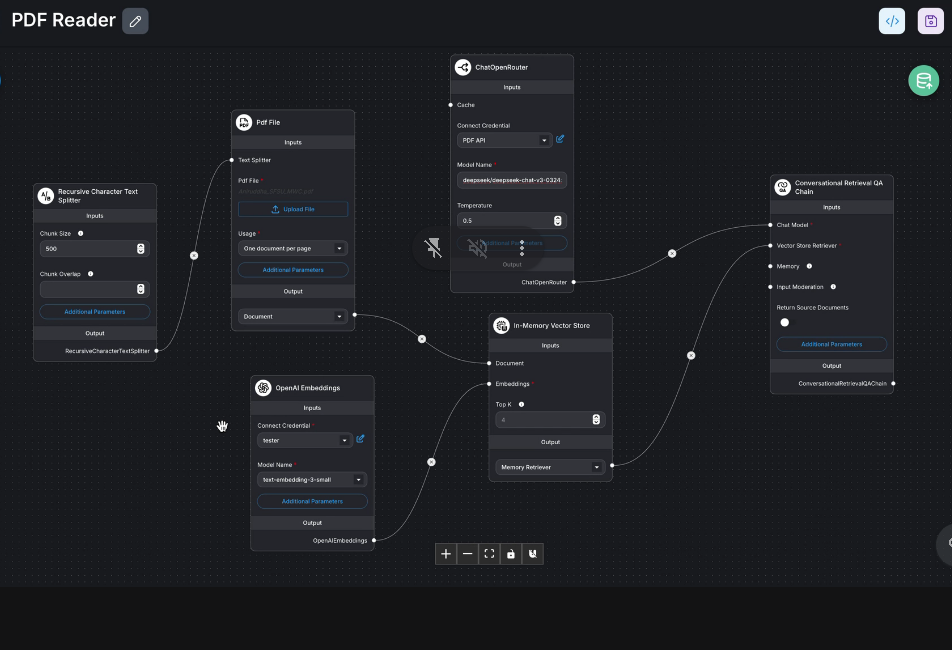 PDF Reader
ChatOpenRouter
Inputs
Cache
Connect Credential
PDF API
Model Name *
deepseek/deepseek-chat-v3-0324
Temperature
0.5
Additional Parameters
Output
ChatOpenRouter
Pdf File
Inputs
Text Splitter
Pdf File *
Upload File
Usage *
One document per page
Additional Parameters
Output
Document
Recursive Character Text
Splitter
Inputs
Chunk Size
500
Chunk Overlap
Additional Parameters
Output
RecursiveCharacterTextSplitter
Conversational Retrieval QA
Chain
Inputs
Chat Model *
Vector Store Retriever *
Memory
Input Moderation
Return Source Documents
Additional Parameters
Output
ConversationalRetrievalQAChain
In-Memory Vector Store
Inputs
Document
Embeddings *
Top K
4
Output
Memory Retriever
OpenAI Embeddings
Inputs
Connect Credential *
tester
Model Name *
text-embedding-3-small
Additional Parameters
Output
OpenAIEmbeddings